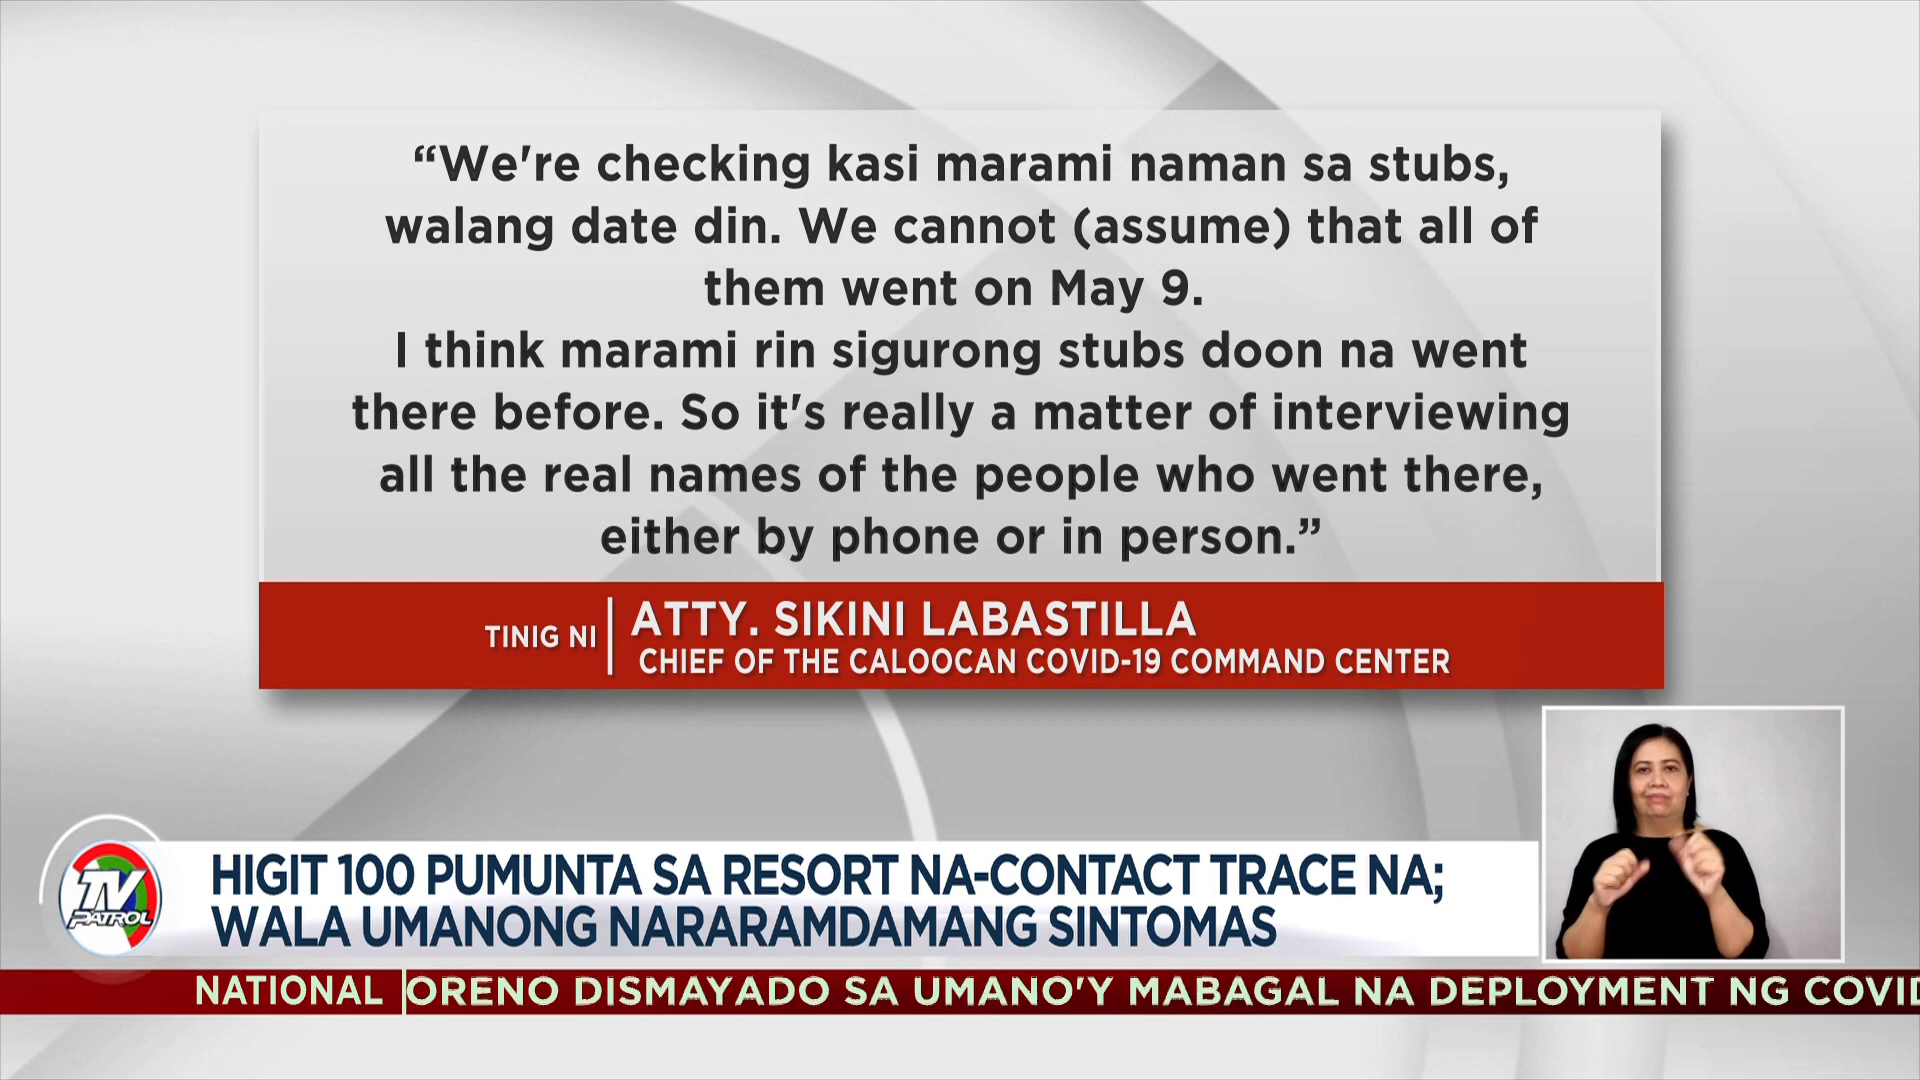 “We're checking kasi marami naman sa stubs,
walang date din. We cannot (assume) that all of
them went on May 9.
I think marami rin sigurong stubs doon na went
there before. So it's really a matter of interviewing
all the real names of the people who went there,
either by phone or in person.”
TINIG NI
ATTY. SIKINI LABASTILLA
CHIEF OF THE CALOOCAN COVID-19 COMMAND CENTER
TV PATROL
HIGIT 100 PUMUNTA SA RESORT NA-CONTACT TRACE NA;
WALA UMANONG NARARAMDAMANG SINTOMAS
NATIONAL
ORENO DISMAYADO SA UMANO'Y MABAGAL NA DEPLOYMENT NG COVID